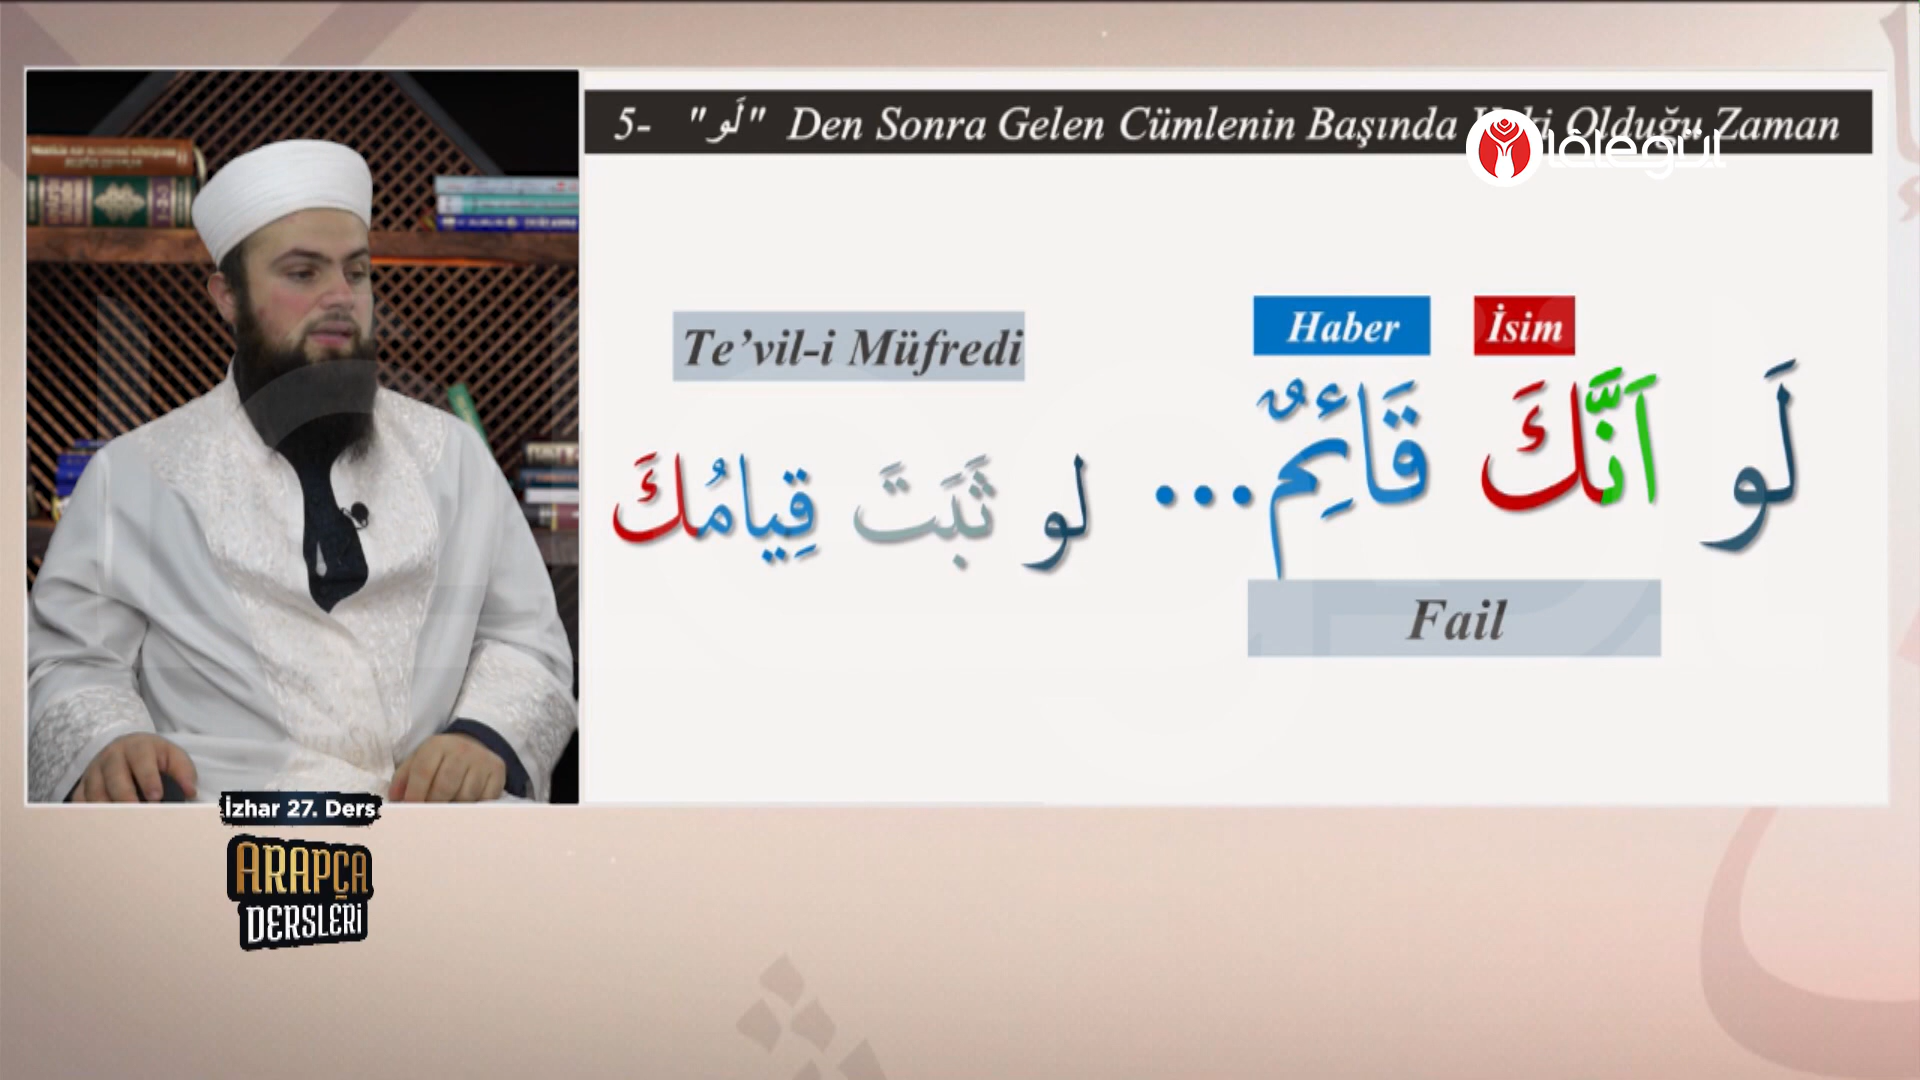 5- "لَو" Den Sonra Gelen Cümlenin Başında Olduğu Zaman
lâlegül
Haber İsim
Te’vil-i Müfredi
لَو اَنَّكَ قَائِمٌ...
لو ثَبَتَ قِيامُكَ
Fail
İzhar 27. Ders
ARAPÇA
DERSLERİ